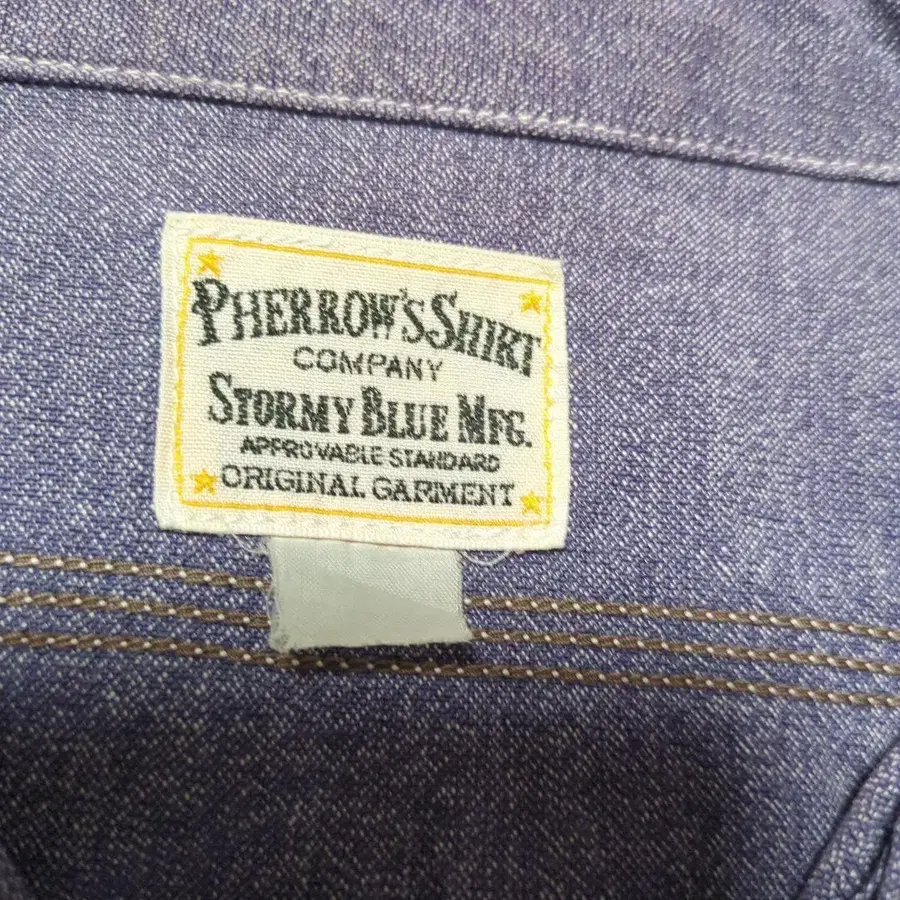 PHERROW'S SHIRT
COMPANY
STORMY BLUE MFG.
APPROVABLE STANDARD
ORIGINAL GARMENT